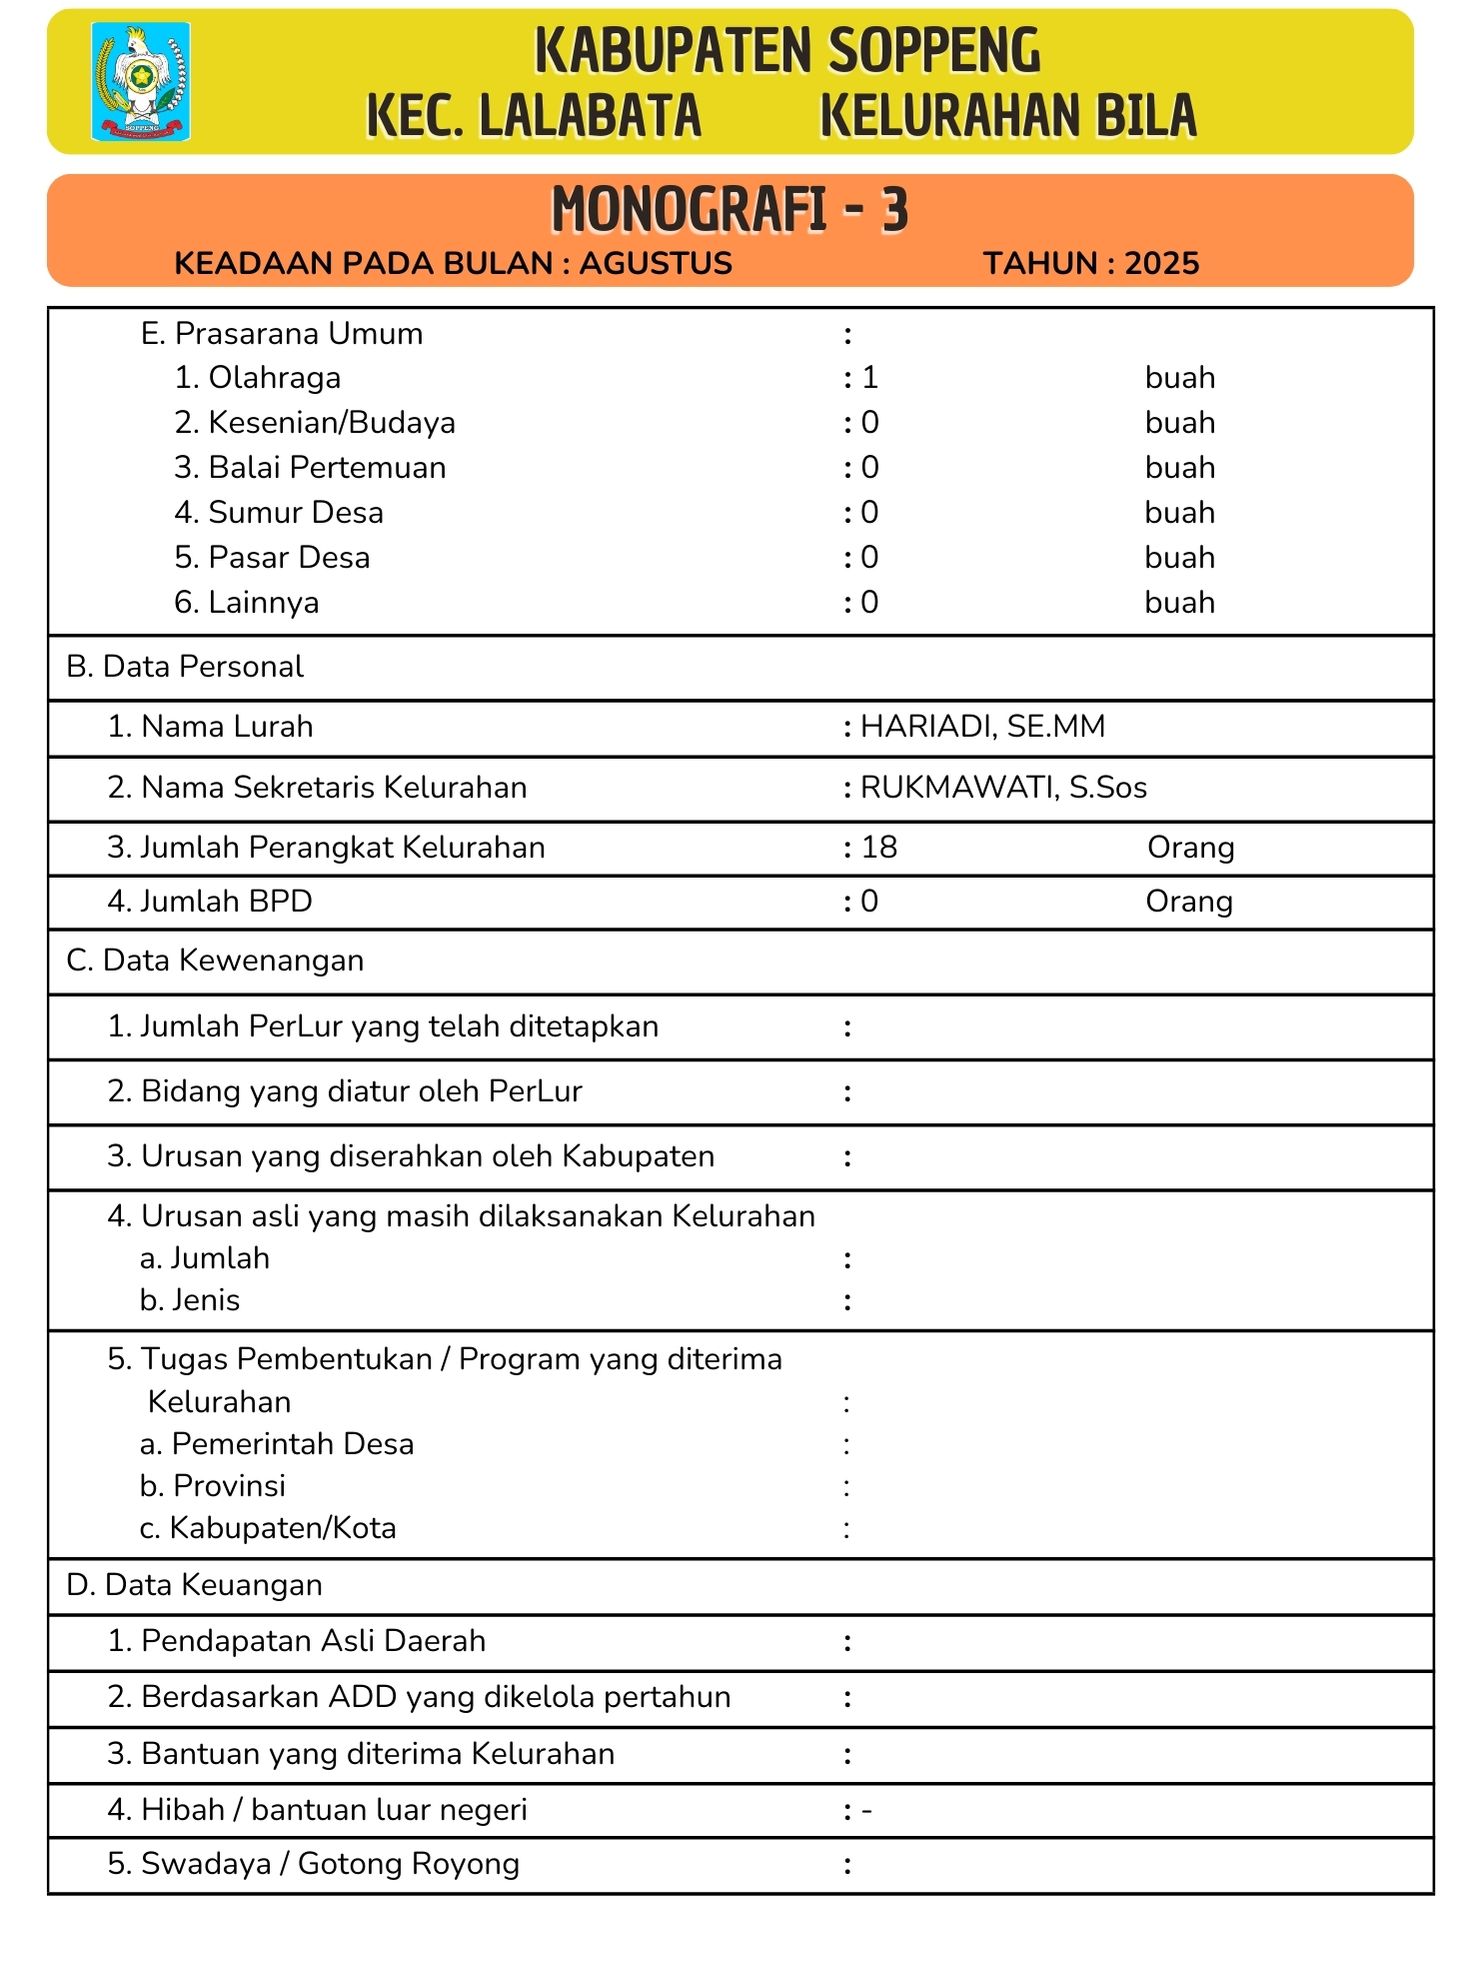 SOPPENG
KABUPATEN SOPPENG
KEC. LALABATA KELURAHAN BILA
MONOGRAFI - 3
KEADAAN PADA BULAN : AGUSTUS TAHUN : 2025
E. Prasarana Umum :
1. Olahraga : 1 buah
2. Kesenian/Budaya : 0 buah
3. Balai Pertemuan : 0 buah
4. Sumur Desa : 0 buah
5. Pasar Desa : 0 buah
6. Lainnya : 0 buah
B. Data Personal
1. Nama Lurah : HARIADI, SE.MM
2. Nama Sekretaris Kelurahan : RUKMAWATI, S.Sos
3. Jumlah Perangkat Kelurahan : 18 Orang
4. Jumlah BPD : 0 Orang
C. Data Kewenangan
1. Jumlah PerLur yang telah ditetapkan :
2. Bidang yang diatur oleh PerLur :
3. Urusan yang diserahkan oleh Kabupaten :
4. Urusan asli yang masih dilaksanakan Kelurahan
a. Jumlah :
b. Jenis :
5. Tugas Pembentukan / Program yang diterima
Kelurahan :
a. Pemerintah Desa :
b. Provinsi :
c. Kabupaten/Kota :
D. Data Keuangan
1. Pendapatan Asli Daerah :
2. Berdasarkan ADD yang dikelola pertahun :
3. Bantuan yang diterima Kelurahan :
4. Hibah / bantuan luar negeri : -
5. Swadaya / Gotong Royong :